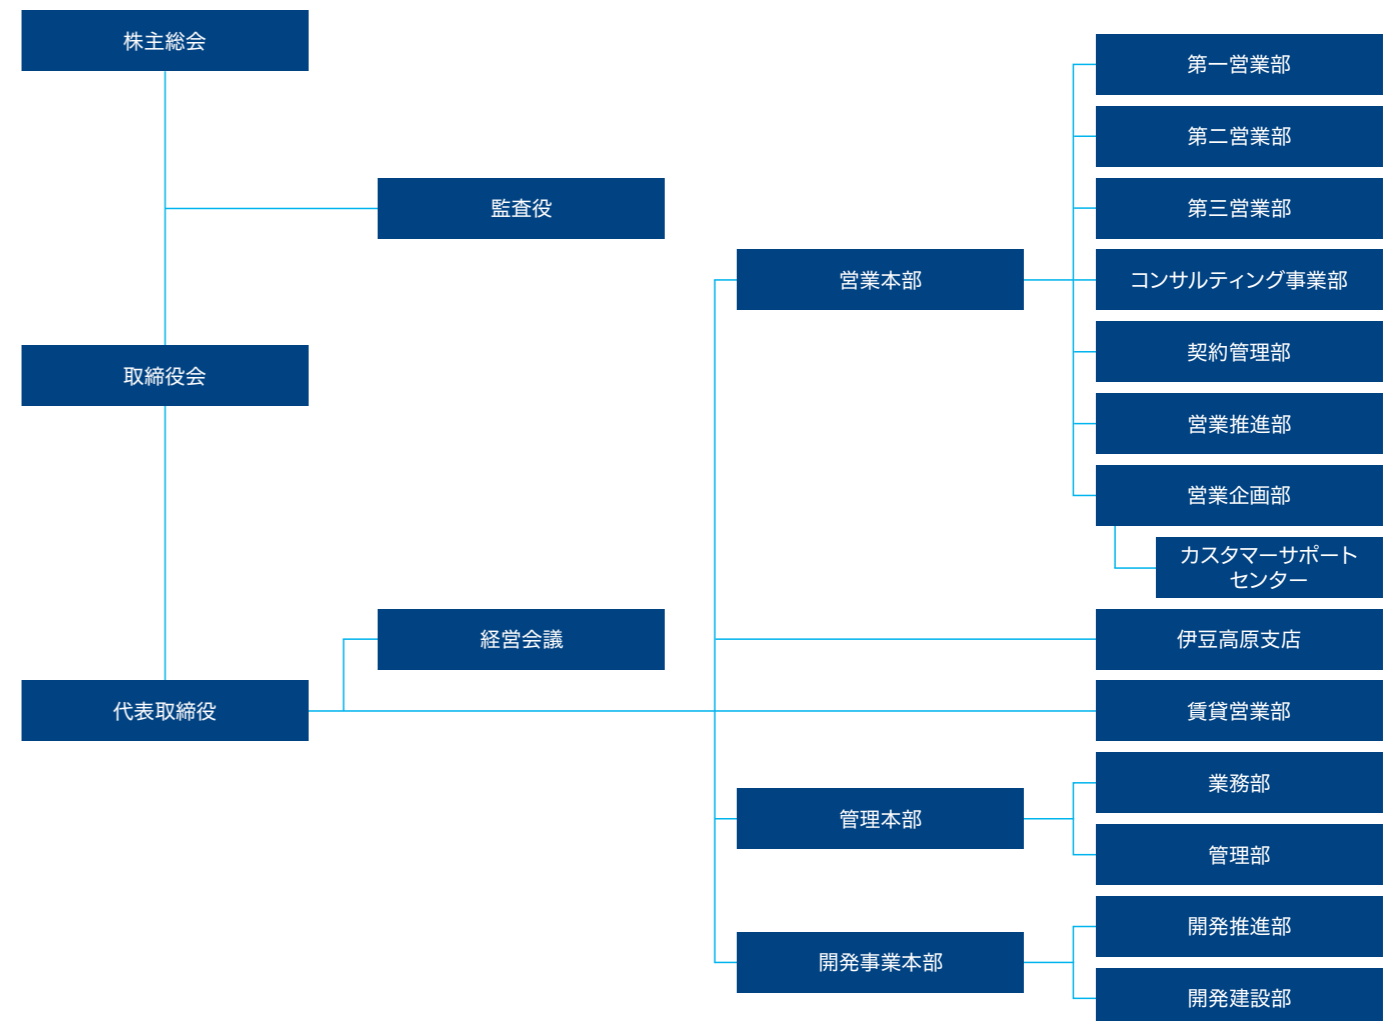 株主総会
監査役
取締役会
経営会議
代表取締役
営業本部
第一営業部
第二営業部
第三営業部
コンサルティング事業部
契約管理部
営業推進部
営業企画部
カスタマーサポート
センター
伊豆高原支店
賃貸営業部
管理本部
業務部
管理部
開発事業本部
開発推進部
開発建設部